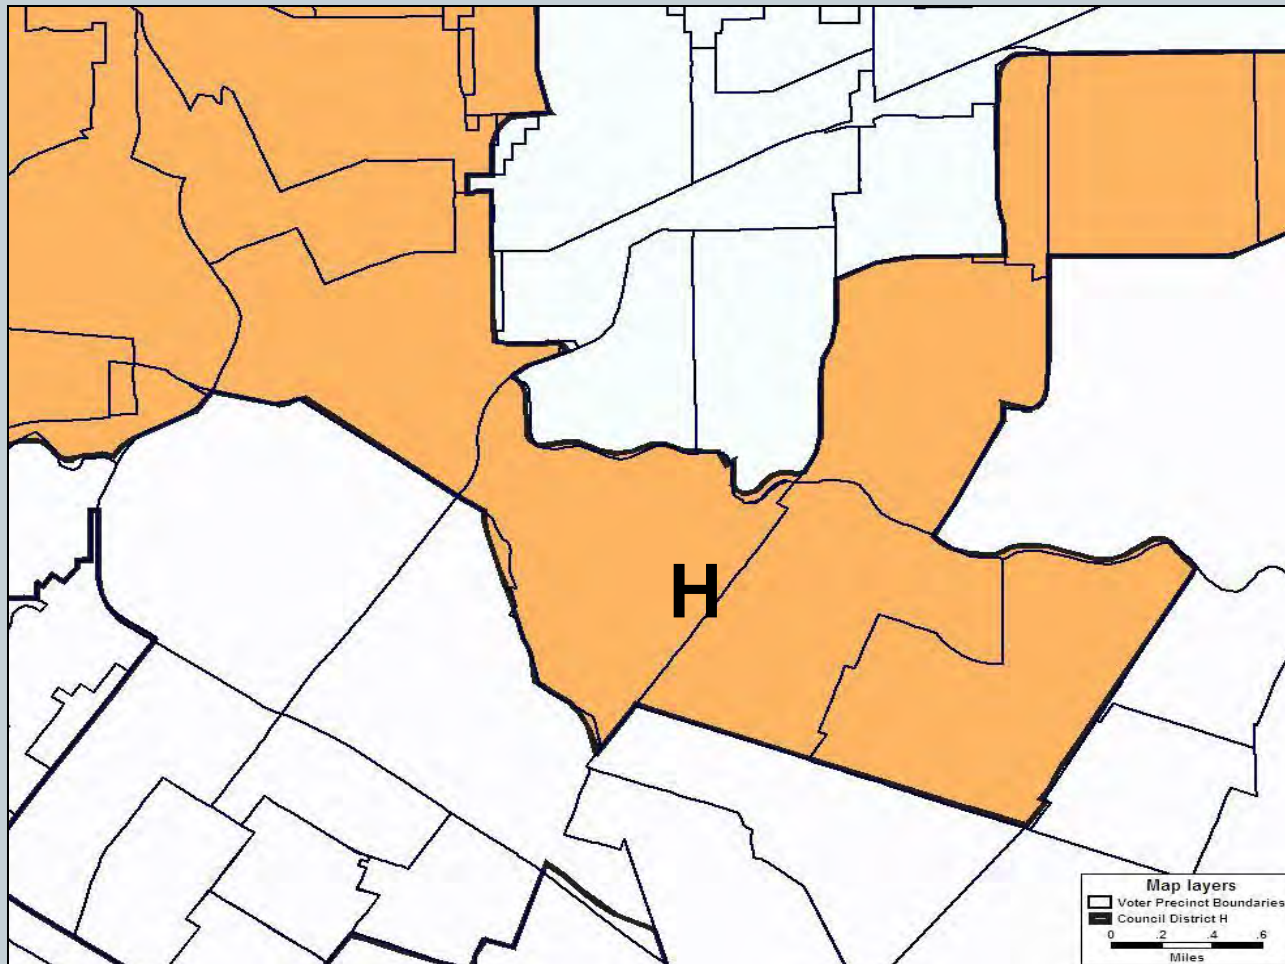 H
Map layers
Voter Precinct Boundaries
Council District H
0 .2 .4 .6
Miles